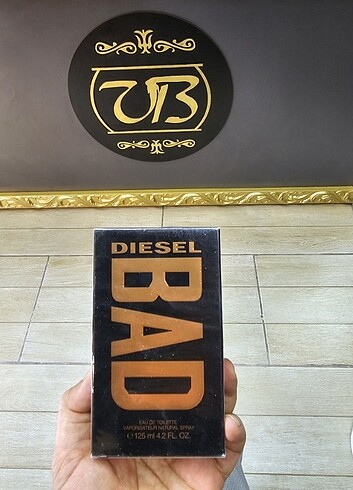 UB
DIESEL
BAD
EAU DE TOILETTE
VAPORISATEUR NATURAL SPRAY
℮ 125 ml 4.2 FL. OZ.